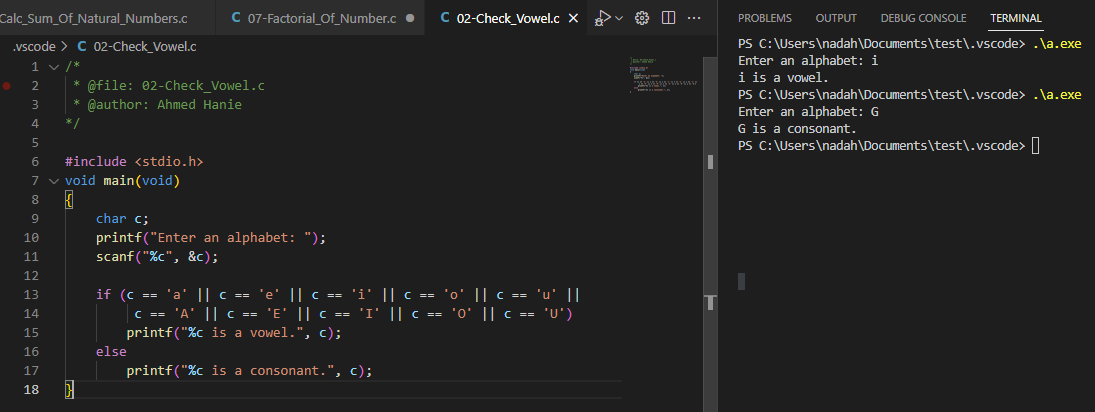 Calc_Sum_Of_Natural_Numbers.c
C 07-Factorial_Of_Number.c
C 02-Check_Vowel.c
.vscode > C 02-Check_Vowel.c
1 /*
2  * @file: 02-Check_Vowel.c
3  * @author: Ahmed Hanie
4 */
5
6 #include <stdio.h>
7 void main(void)
8 {
9     char c;
10     printf("Enter an alphabet: ");
11     scanf("%c", &c);
12
13     if (c == 'a' || c == 'e' || c == 'i' || c == 'o' || c == 'u' ||
14          c == 'A' || c == 'E' || c == 'I' || c == 'O' || c == 'U')
15         printf("%c is a vowel.", c);
16     else
17         printf("%c is a consonant.", c);
18 }
PROBLEMS OUTPUT DEBUG CONSOLE TERMINAL
PS C:\Users\nadah\Documents\test\.vscode> .\a.exe
Enter an alphabet: i
i is a vowel.
PS C:\Users\nadah\Documents\test\.vscode> .\a.exe
Enter an alphabet: G
G is a consonant.
PS C:\Users\nadah\Documents\test\.vscode>